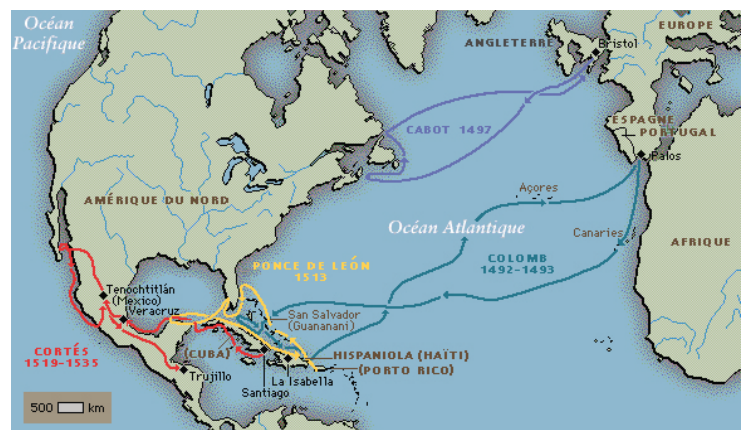 Océan
Pacifique
EUROPE
ANGLETERRE
Bristol
CABOT 1497
ESPAGNE
PORTUGAL
Palos
AMÉRIQUE DU NORD
Açores
Océan Atlantique
Canaries
AFRIQUE
PONCE DE LEÓN
1513
COLOMB
1492-1493
Tenochtitlán
(Mexico)
Veracruz
San Salvador
(Guananani)
CORTÉS
1519-1535
(CUBA)
HISPANIOLA (HAÏTI)
(PORTO RICO)
Trujillo
La Isabella
Santiago
500 km